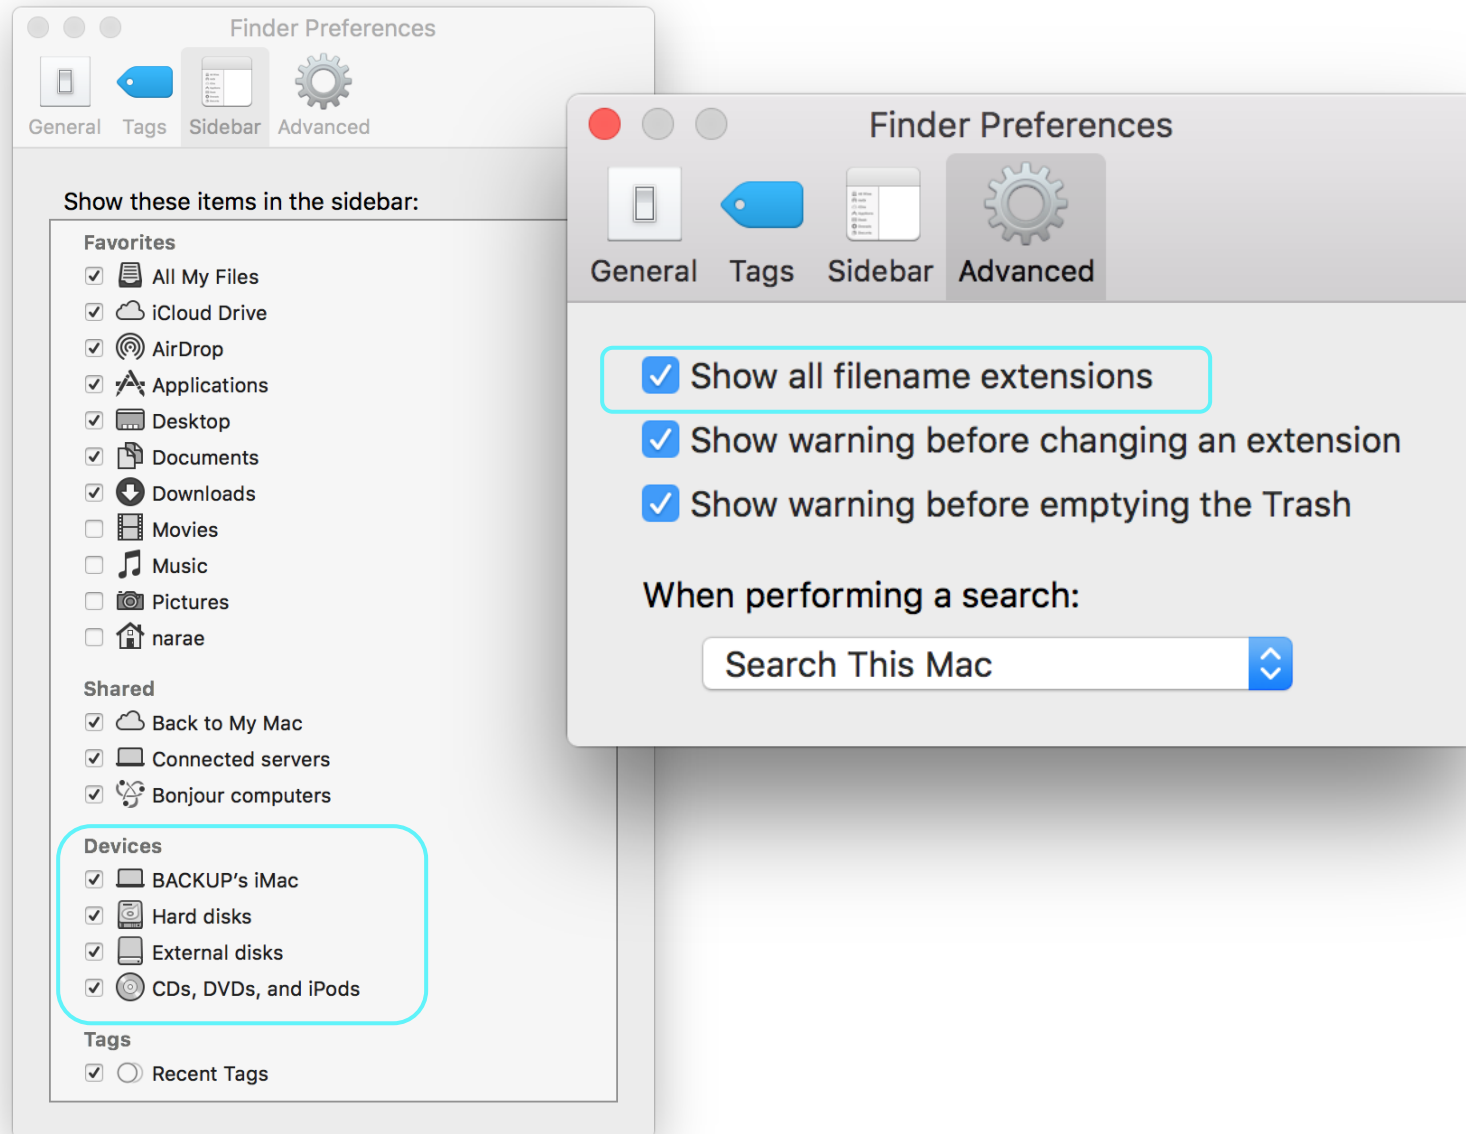 Finder Preferences
General Tags Sidebar Advanced
Show these items in the sidebar:
Favorites
All My Files
iCloud Drive
AirDrop
Applications
Desktop
Documents
Downloads
Movies
Music
Pictures
narae
Shared
Back to My Mac
Connected servers
Bonjour computers
Devices
BACKUP’s iMac
Hard disks
External disks
CDs, DVDs, and iPods
Tags
Recent Tags
Finder Preferences
General Tags Sidebar Advanced
Show all filename extensions
Show warning before changing an extension
Show warning before emptying the Trash
When performing a search:
Search This Mac